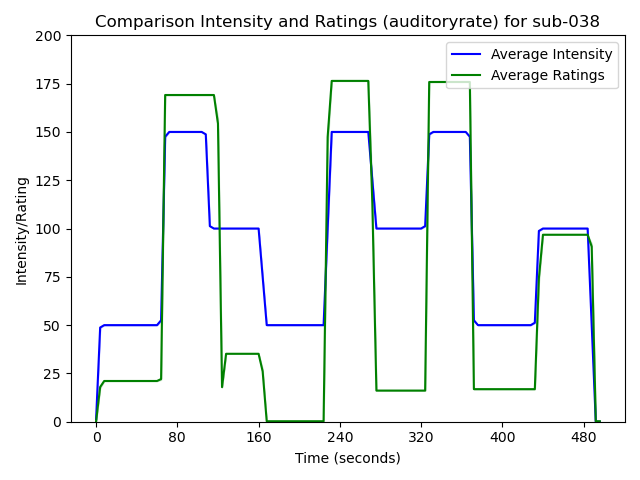 Comparison Intensity and Ratings (auditoryrate) for sub-038
Average Intensity
Average Ratings
Intensity/Rating
200
175
150
125
100
75
50
25
0
0 80 160 240 320 400 480
Time (seconds)